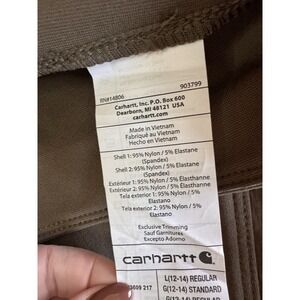 RN#14806 903799
Carhartt, Inc. P.O. Box 600
Dearborn, MI 48121 USA
carhartt.com
Made in Vietnam
Fabriqué au Vietnam
Hecho en Vietnam
Shell 1: 95% Nylon / 5% Elastane
(Spandex)
Shell 2: 95% Nylon / 5% Elastane
(Spandex)
Extérieur 1: 95% Nylon / 5% Élasthanne
Extérieur 2: 95% Nylon / 5% Élasthanne
Tela exterior 1: 95% Nylon / 5%
Elastano
Tela exterior 2: 95% Nylon / 5%
Elastano
Exclusive Trimming
Sauf Garnitures
Excepto Adorno
carhartt
L(12-14) REGULAR
G(12-14) STANDARD
217